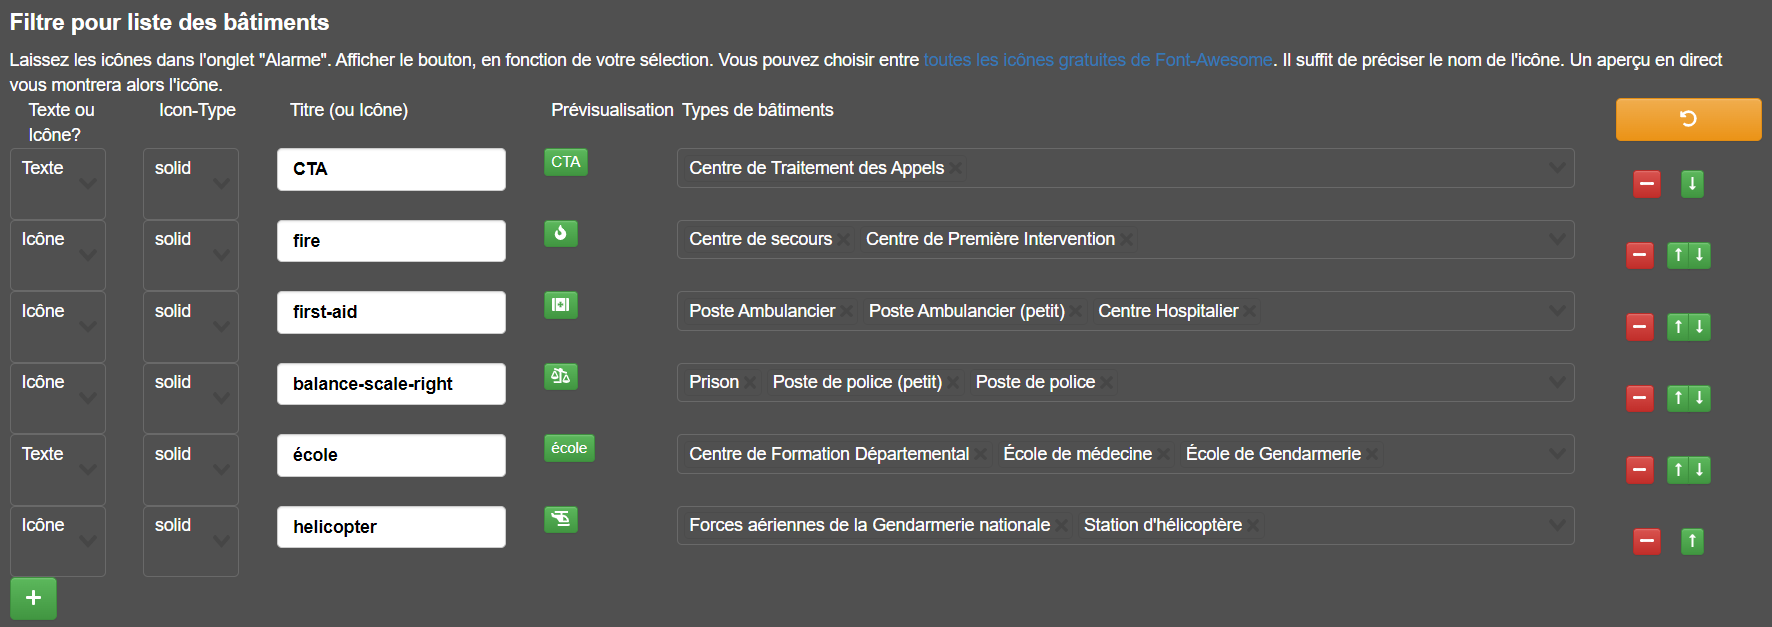 Filtre pour liste des bâtiments
Laissez les icônes dans l'onglet "Alarme". Afficher le bouton, en fonction de votre sélection. Vous pouvez choisir entre toutes les icônes gratuites de Font-Awesome. Il suffit de préciser le nom de l'icône. Un aperçu en direct
vous montrera alors l'icône.
Texte ou Icône? Icon-Type Titre (ou Icône) Prévisualisation Types de bâtiments
Texte solid CTA CTA Centre de Traitement des Appels
Icône solid fire Centre de secours Centre de Première Intervention
Icône solid first-aid Poste Ambulancier Poste Ambulancier (petit) Centre Hospitalier
Icône solid balance-scale-right Prison Poste de police (petit) Poste de police
Texte solid école école Centre de Formation Départemental École de médecine École de Gendarmerie
Icône solid helicopter Forces aériennes de la Gendarmerie nationale Station d'hélicoptère